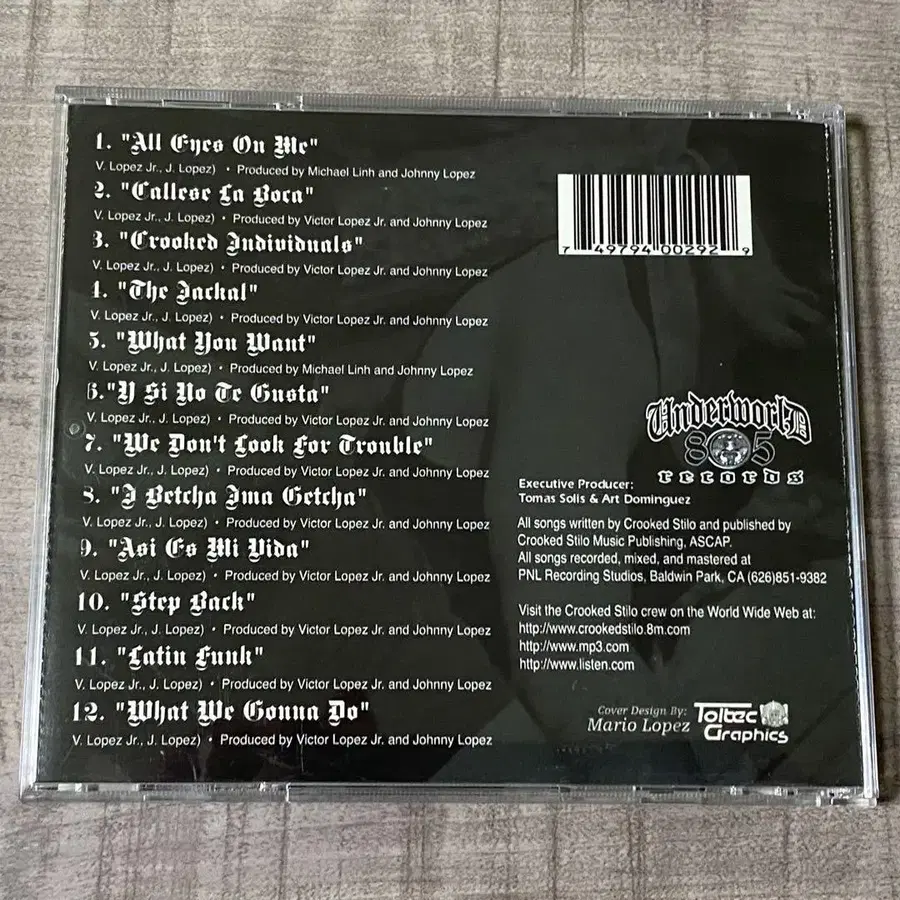 1. "All Eyes On Me"
V. Lopez Jr., J. Lopez) • Produced by Michael Linh and Johnny Lopez
2. "Callese La Boca"
V. Lopez Jr., J. Lopez) • Produced by Victor Lopez Jr. and Johnny Lopez
3. "Crooked Individuals"
V. Lopez Jr., J. Lopez) • Produced by Victor Lopez Jr. and Johnny Lopez
4. "The Jackal"
V. Lopez Jr., J. Lopez) • Produced by Victor Lopez Jr. and Johnny Lopez
5. "What You Want"
V. Lopez Jr., J. Lopez) • Produced by Michael Linh and Johnny Lopez
6. "Y Si No Te Gusta"
V. Lopez Jr., J. Lopez) • Produced by Victor Lopez Jr. and Johnny Lopez
7. "We Don't Look For Trouble"
V. Lopez Jr., J. Lopez) • Produced by Victor Lopez Jr. and Johnny Lopez
8. "I Betcha Ima Getcha"
V. Lopez Jr., J. Lopez) • Produced by Victor Lopez Jr. and Johnny Lopez
9. "Asi Es Mi Vida"
V. Lopez Jr., J. Lopez) • Produced by Victor Lopez Jr. and Johnny Lopez
10. "Step Back"
V. Lopez Jr., J. Lopez) • Produced by Victor Lopez Jr. and Johnny Lopez
11. "Latin Funk"
V. Lopez Jr., J. Lopez) • Produced by Victor Lopez Jr. and Johnny Lopez
12. "What We Gonna Do"
V. Lopez Jr., J. Lopez) • Produced by Victor Lopez Jr. and Johnny Lopez
7 49794 00292 9
Underworld
805
records
Executive Producer:
Tomas Solis & Art Dominguez
All songs written by Crooked Stilo and published by
Crooked Stilo Music Publishing, ASCAP.
All songs recorded, mixed, and mastered at
PNL Recording Studios, Baldwin Park, CA (626)851-9382
Visit the Crooked Stilo crew on the World Wide Web at:
http://www.crookedstilo.8m.com
http://www.mp3.com
http://www.listen.com
Cover Design By:
Mario Lopez
Toltec
Graphics